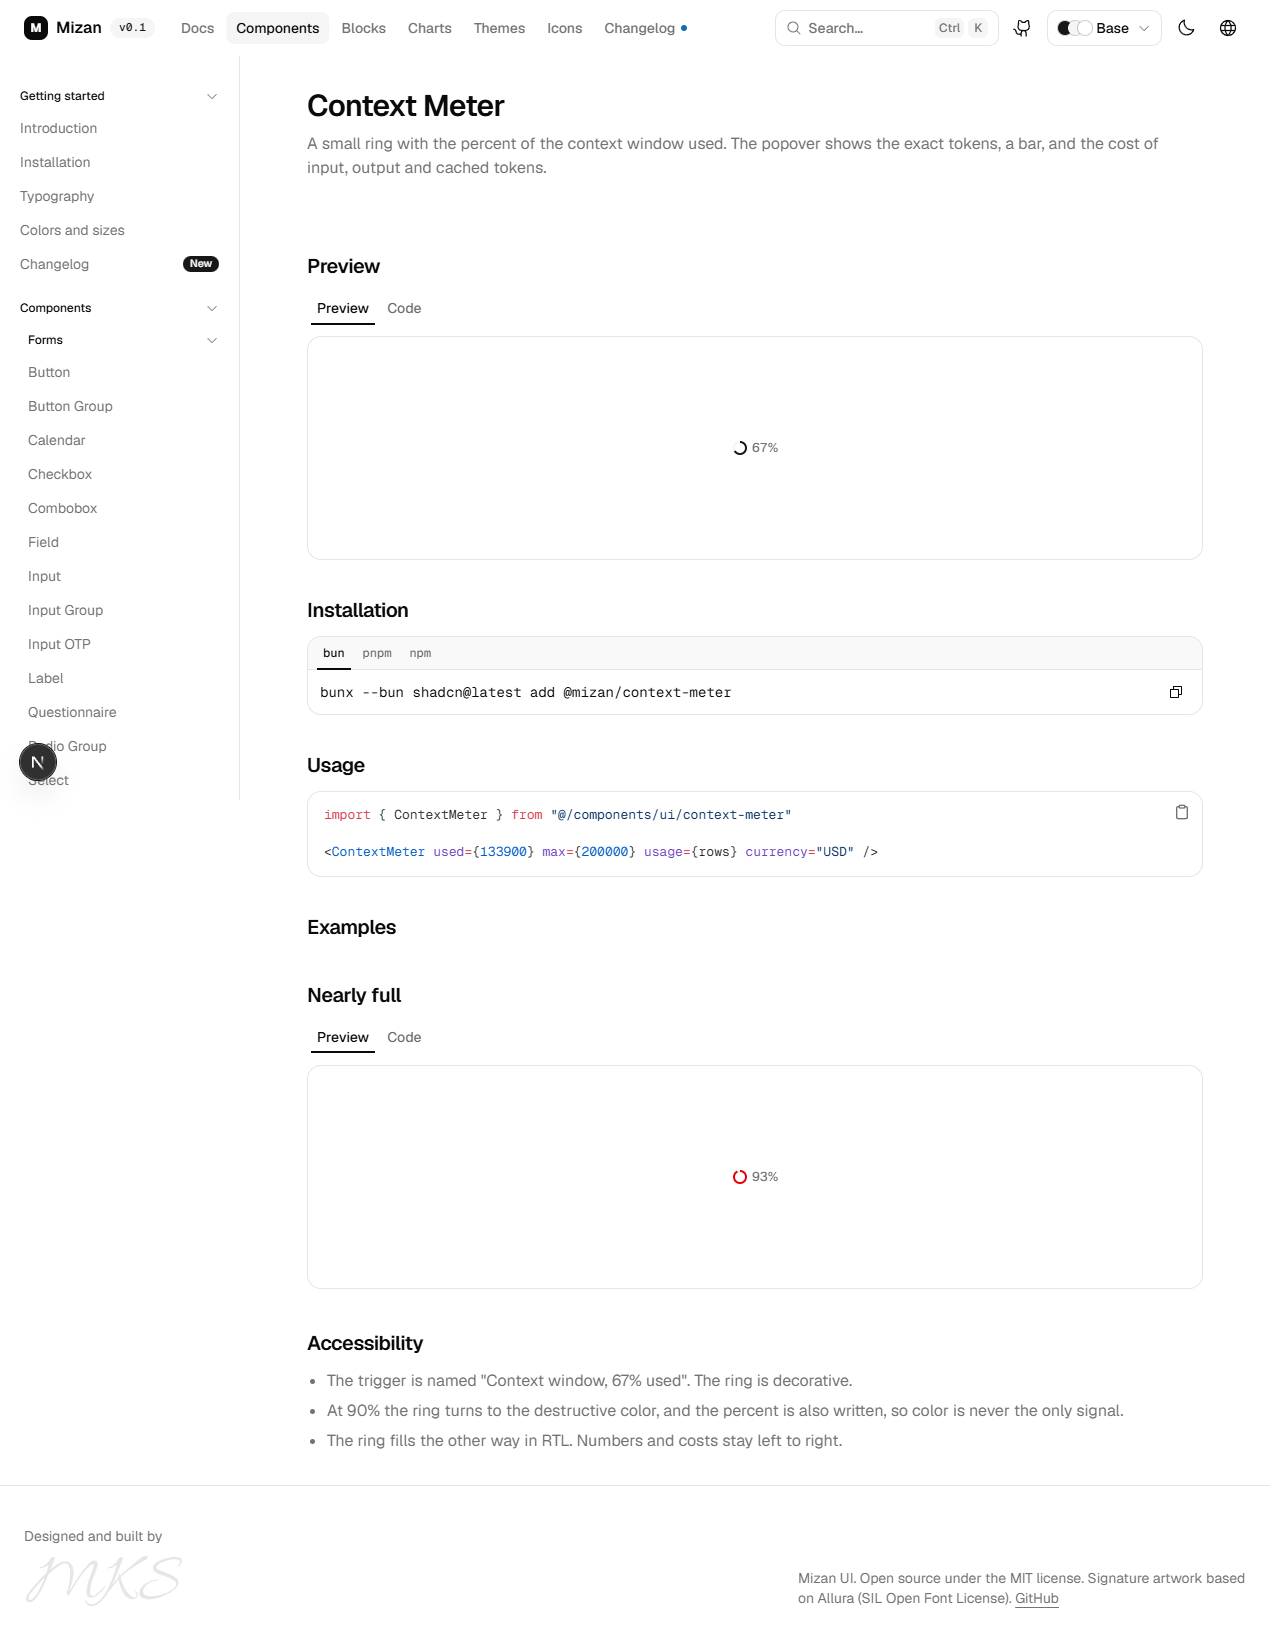 M Mizan v0.1 Docs Components Blocks Charts Themes Icons Changelog Search... Ctrl K Base
Getting started
Introduction
Installation
Typography
Colors and sizes
Changelog New
Components
Forms
Button
Button Group
Calendar
Checkbox
Combobox
Field
Input
Input Group
Input OTP
Label
Questionnaire
Group
N
Select
Context Meter
A small ring with the percent of the context window used. The popover shows the exact tokens, a bar, and the cost of
input, output and cached tokens.
Preview
Preview Code
67%
Installation
bun pnpm npm
bunx --bun shadcn@latest add @mizan/context-meter
Usage
import { ContextMeter } from "@/components/ui/context-meter"
<ContextMeter used={133900} max={200000} usage={rows} currency="USD" />
Examples
Nearly full
Preview Code
93%
Accessibility
• The trigger is named "Context window, 67% used". The ring is decorative.
• At 90% the ring turns to the destructive color, and the percent is also written, so color is never the only signal.
• The ring fills the other way in RTL. Numbers and costs stay left to right.
Designed and built by
MKS
Mizan UI. Open source under the MIT license. Signature artwork based
on Allura (SIL Open Font License). GitHub